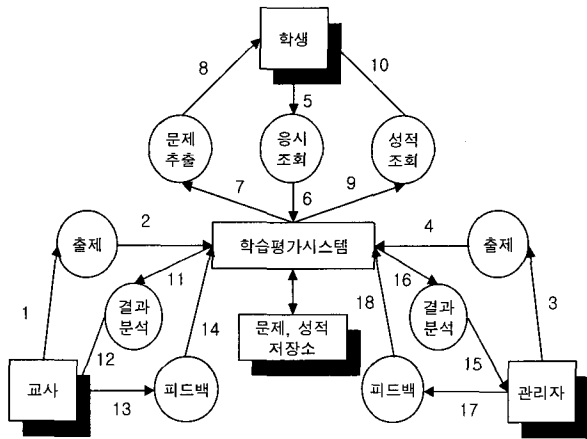 학생
8
10
5
문제
추출
응시
조회
성적
조회
7
6
9
출제
2
학습평가시스템
4
출제
1
11
16
3
결과
분석
14
문제, 성적
저장소
18
결과
분석
12
15
교사
13
피드백
피드백
17
관리자